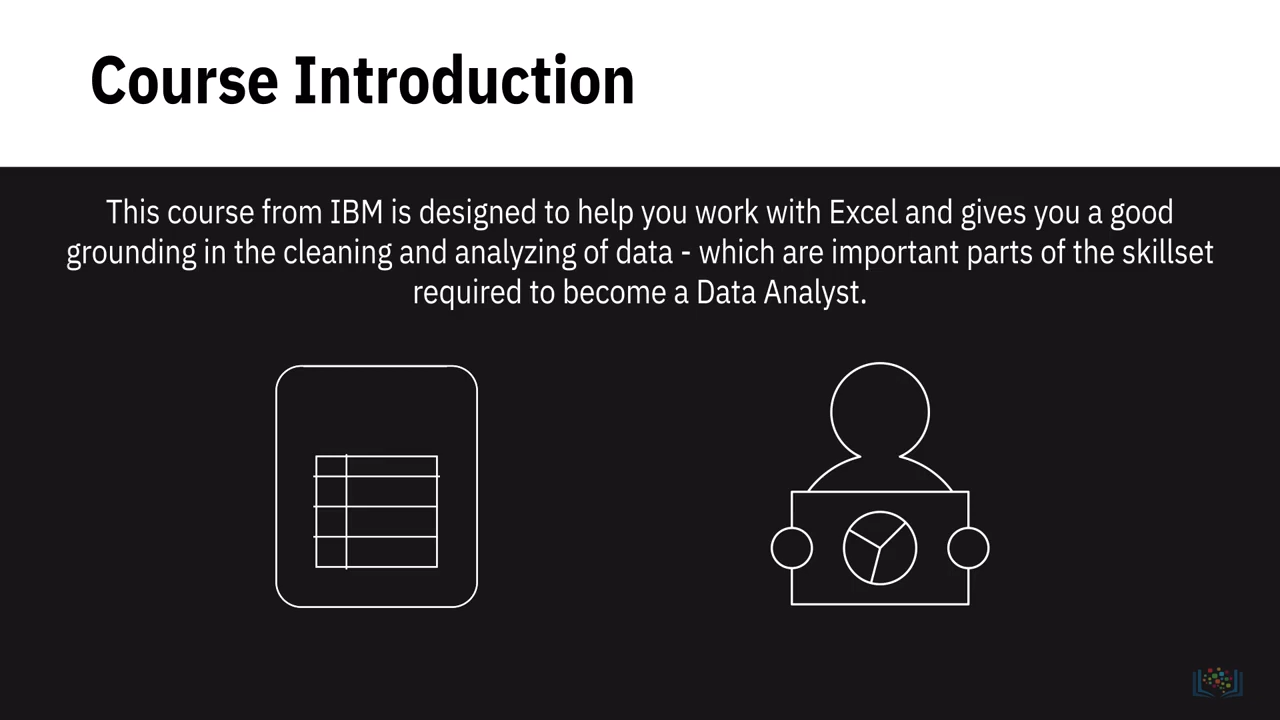 Course Introduction
This course from IBM is designed to help you work with Excel and gives you a good
grounding in the cleaning and analyzing of data - which are important parts of the skillset
required to become a Data Analyst.